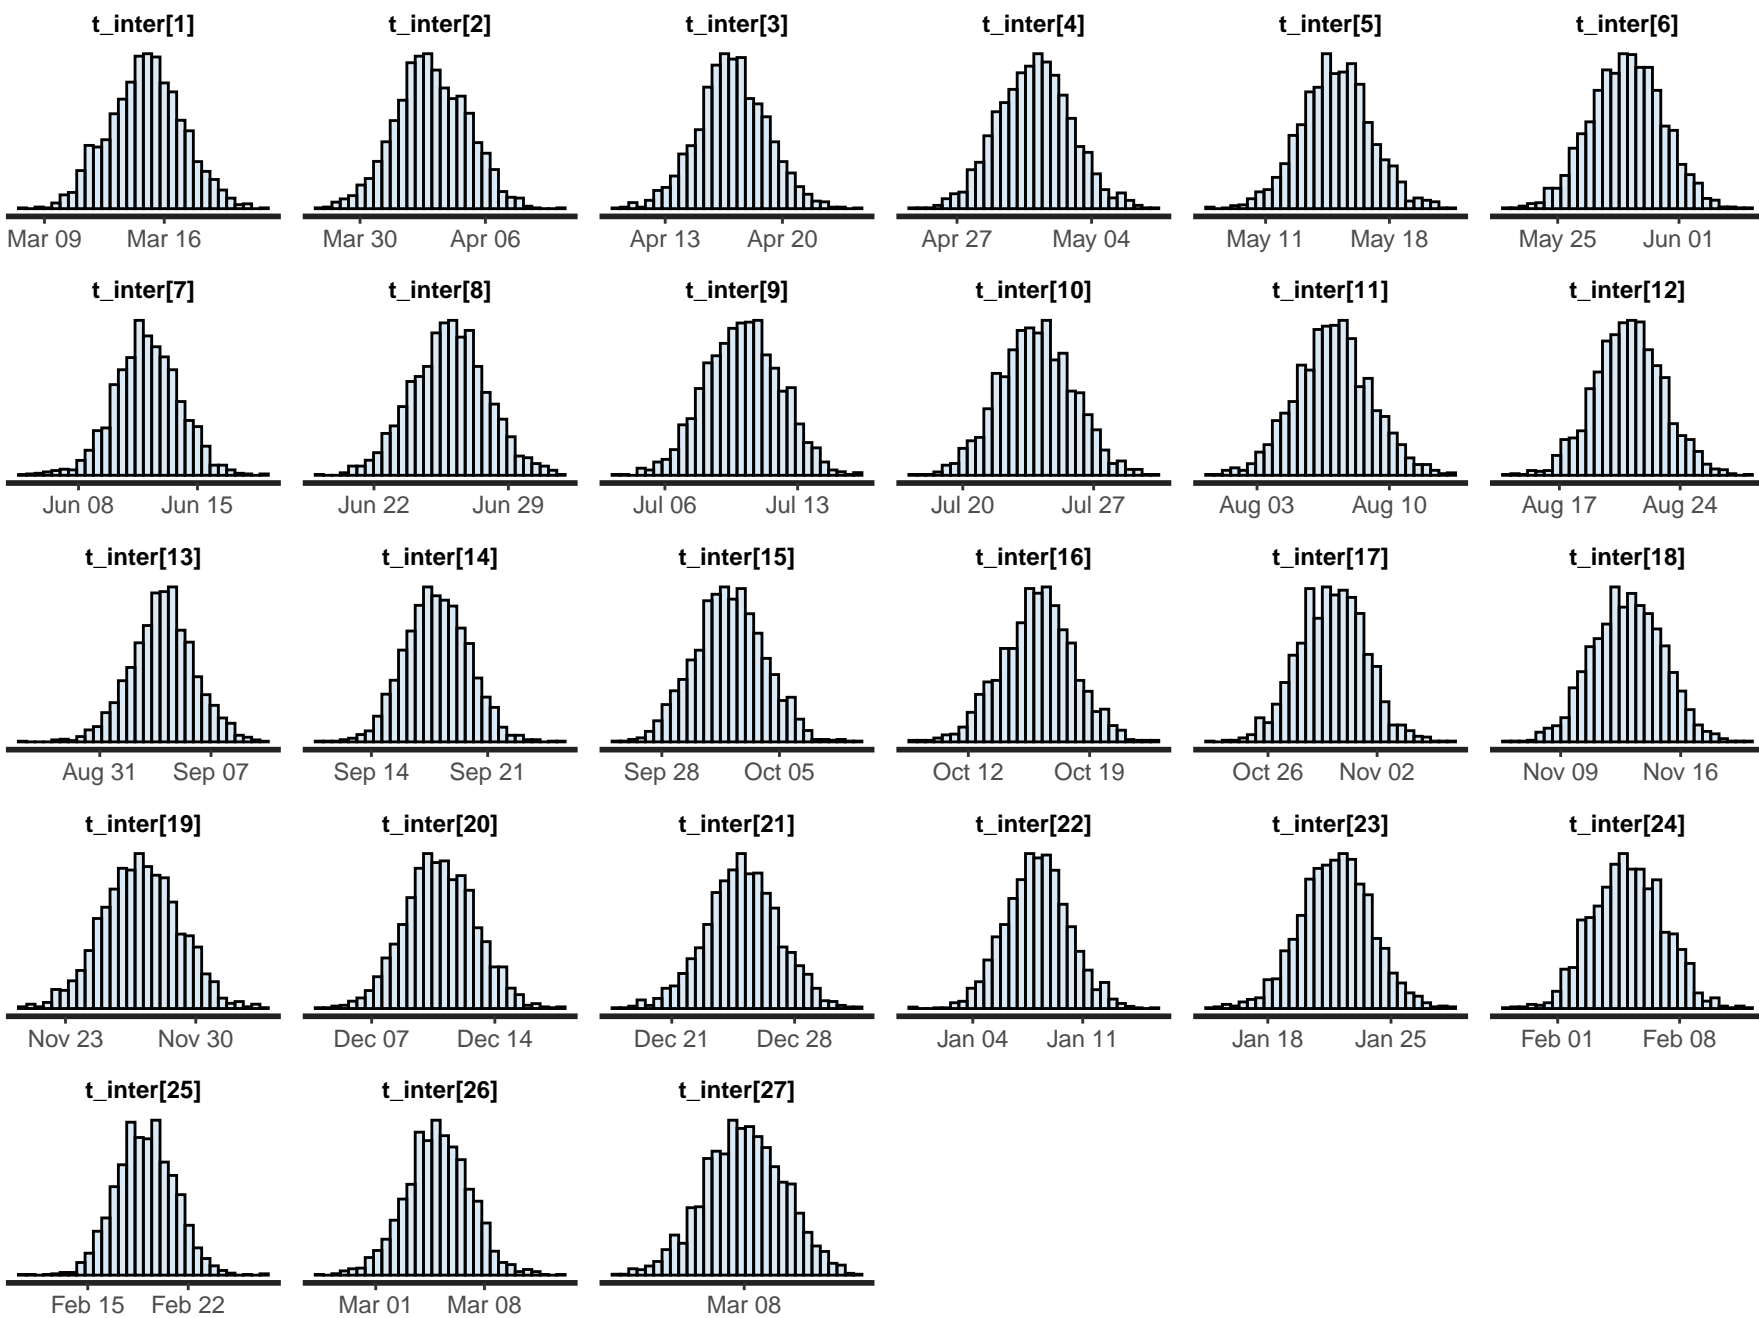 t_inter[1] t_inter[2] t_inter[3] t_inter[4] t_inter[5] t_inter[6]
Mar 09 Mar 16 Mar 30 Apr 06 Apr 13 Apr 20 Apr 27 May 04 May 11 May 18 May 25 Jun 01
t_inter[7] t_inter[8] t_inter[9] t_inter[10] t_inter[11] t_inter[12]
Jun 08 Jun 15 Jun 22 Jun 29 Jul 06 Jul 13 Jul 20 Jul 27 Aug 03 Aug 10 Aug 17 Aug 24
t_inter[13] t_inter[14] t_inter[15] t_inter[16] t_inter[17] t_inter[18]
Aug 31 Sep 07 Sep 14 Sep 21 Sep 28 Oct 05 Oct 12 Oct 19 Oct 26 Nov 02 Nov 09 Nov 16
t_inter[19] t_inter[20] t_inter[21] t_inter[22] t_inter[23] t_inter[24]
Nov 23 Nov 30 Dec 07 Dec 14 Dec 21 Dec 28 Jan 04 Jan 11 Jan 18 Jan 25 Feb 01 Feb 08
t_inter[25] t_inter[26] t_inter[27]
Feb 15 Feb 22 Mar 01 Mar 08 Mar 08